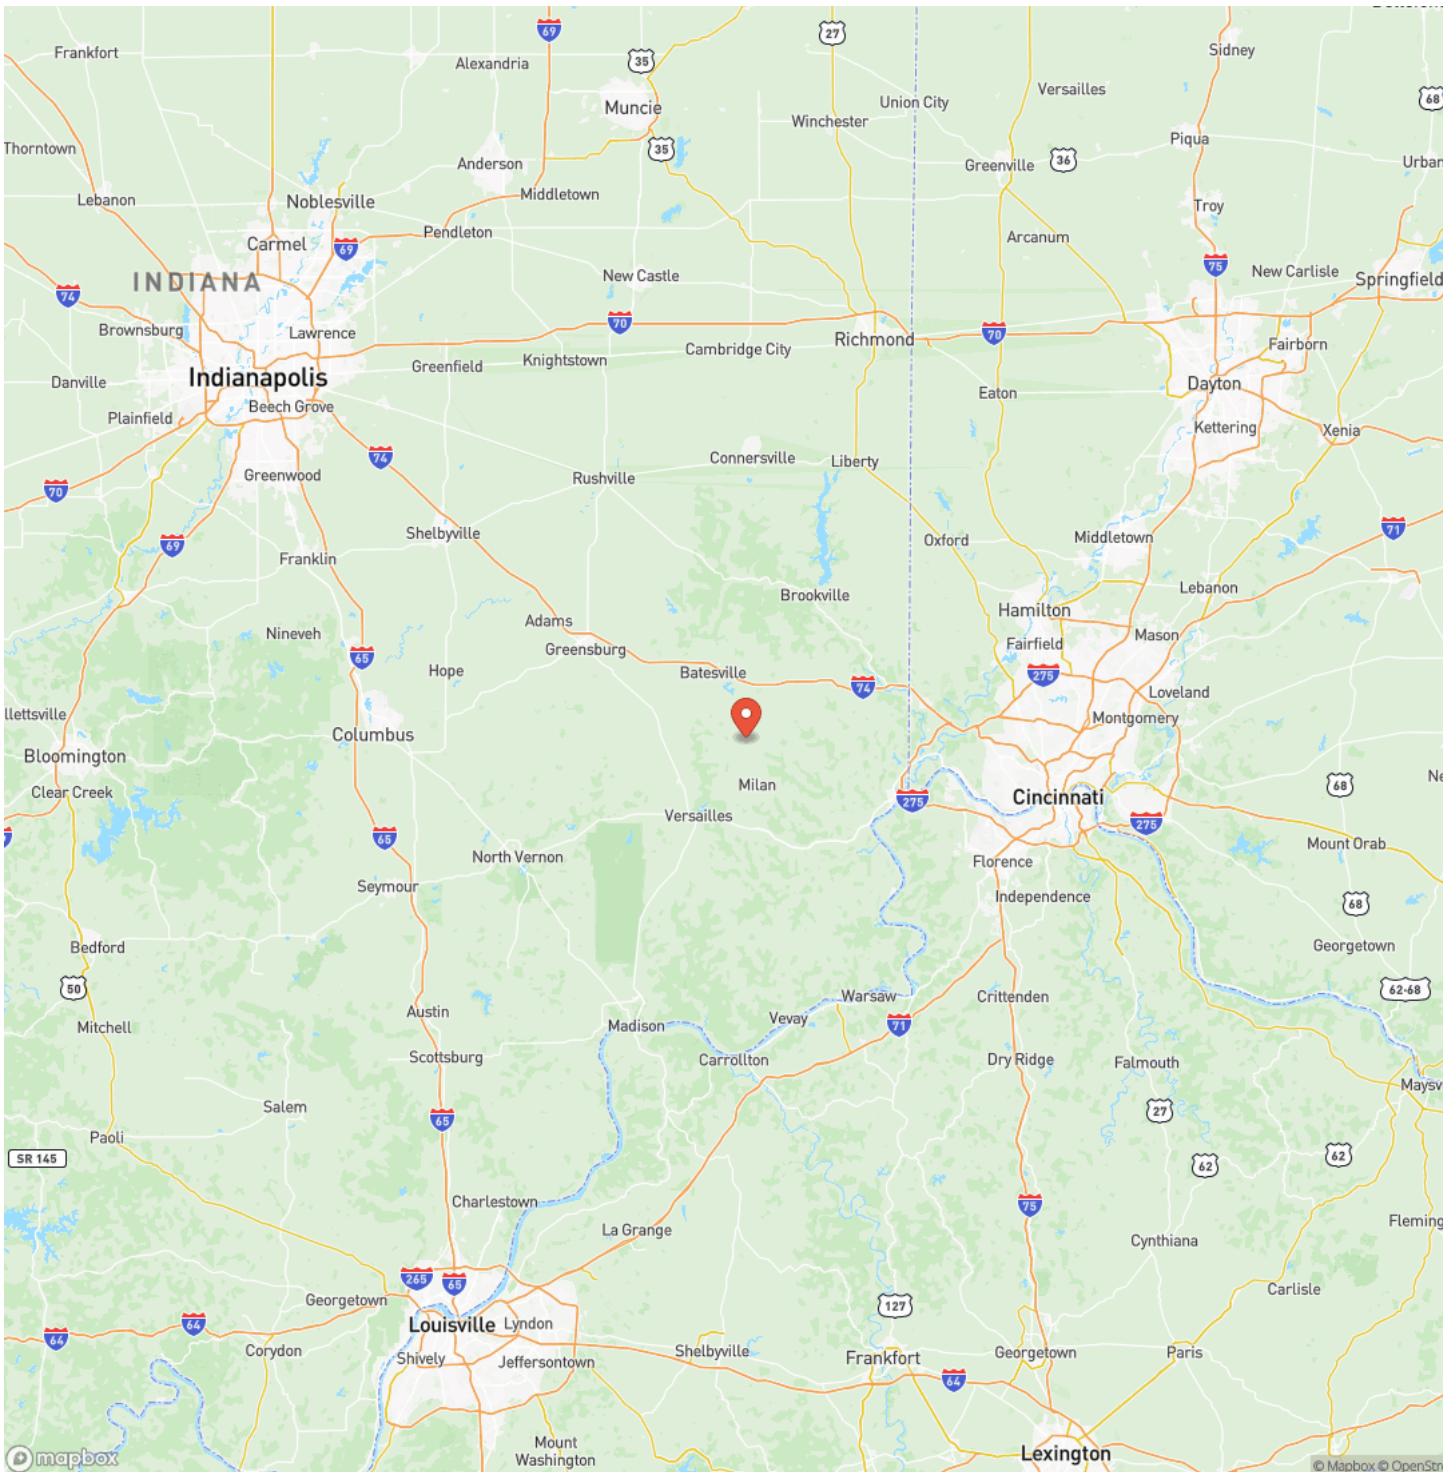 69
27
Sidney
Frankfort
Alexandria
35
Versailles
68
Muncie
Union City
Winchester
Piqua
Thorntown
35
Anderson
Greenville
36
Urban
Lebanon
Noblesville
Middletown
Troy
Carmel
69
Pendleton
Arcanum
INDIANA
New Castle
75
New Carlisle
Springfield
74
Brownsburg
Lawrence
70
Richmond
70
Fairborn
Greenfield
Knightstown
Cambridge City
Danville
Indianapolis
Beech Grove
Eaton
Dayton
Plainfield
Kettering
Xenia
74
Connersville
Liberty
Greenwood
Rushville
70
Shelbyville
71
69
Franklin
Oxford
Middletown
Brookville
Lebanon
Hamilton
Adams
Nineveh
Fairfield
Mason
65
Hope
Greensburg
Batesville
74
275
Loveland
llettsville
Montgomery
Columbus
Bloomington
Milan
68
Ne
Clear Creek
275
Cincinnati
Versailles
275
65
Mount Orab
North Vernon
Florence
Seymour
Independence
68
Bedford
Georgetown
50
Warsaw
Crittenden
62-68
Austin
Mitchell
Madison
Vevay
71
Scottsburg
Carrollton
Dry Ridge
Falmouth
Maysv
Salem
27
65
Paoli
SR 145
62
62
Charlestown
75
La Grange
Fleming
Cynthiana
265
65
Carlisle
Georgetown
127
64
64
Louisville
Lyndon
Corydon
Shively
Jeffersontown
Shelbyville
Frankfort
Georgetown
Paris
64
Mount
Washington
Lexington
mapbox
© Mapbox © OpenStre